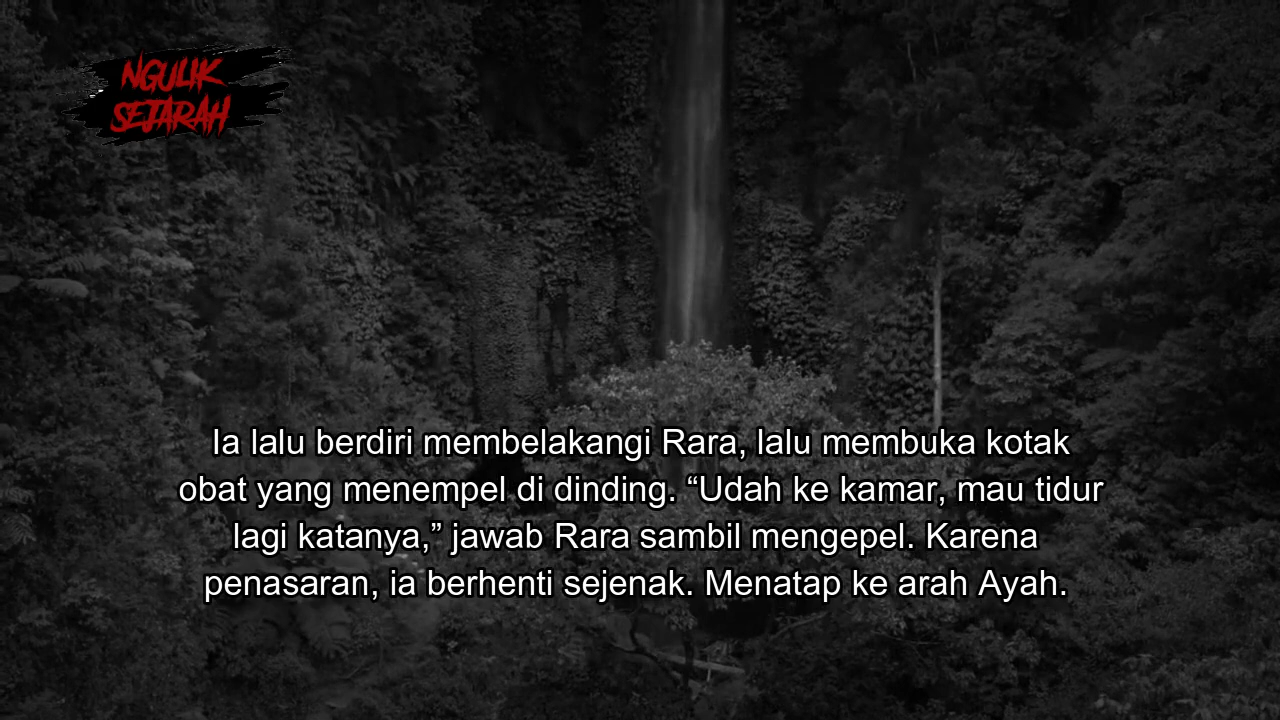 NGULIK
SEJARAH
Ia lalu berdiri membelakangi Rara, lalu membuka kotak
obat yang menempel di dinding. “Udah ke kamar, mau tidur
lagi katanya,” jawab Rara sambil mengepel. Karena
penasaran, ia berhenti sejenak. Menatap ke arah Ayah.